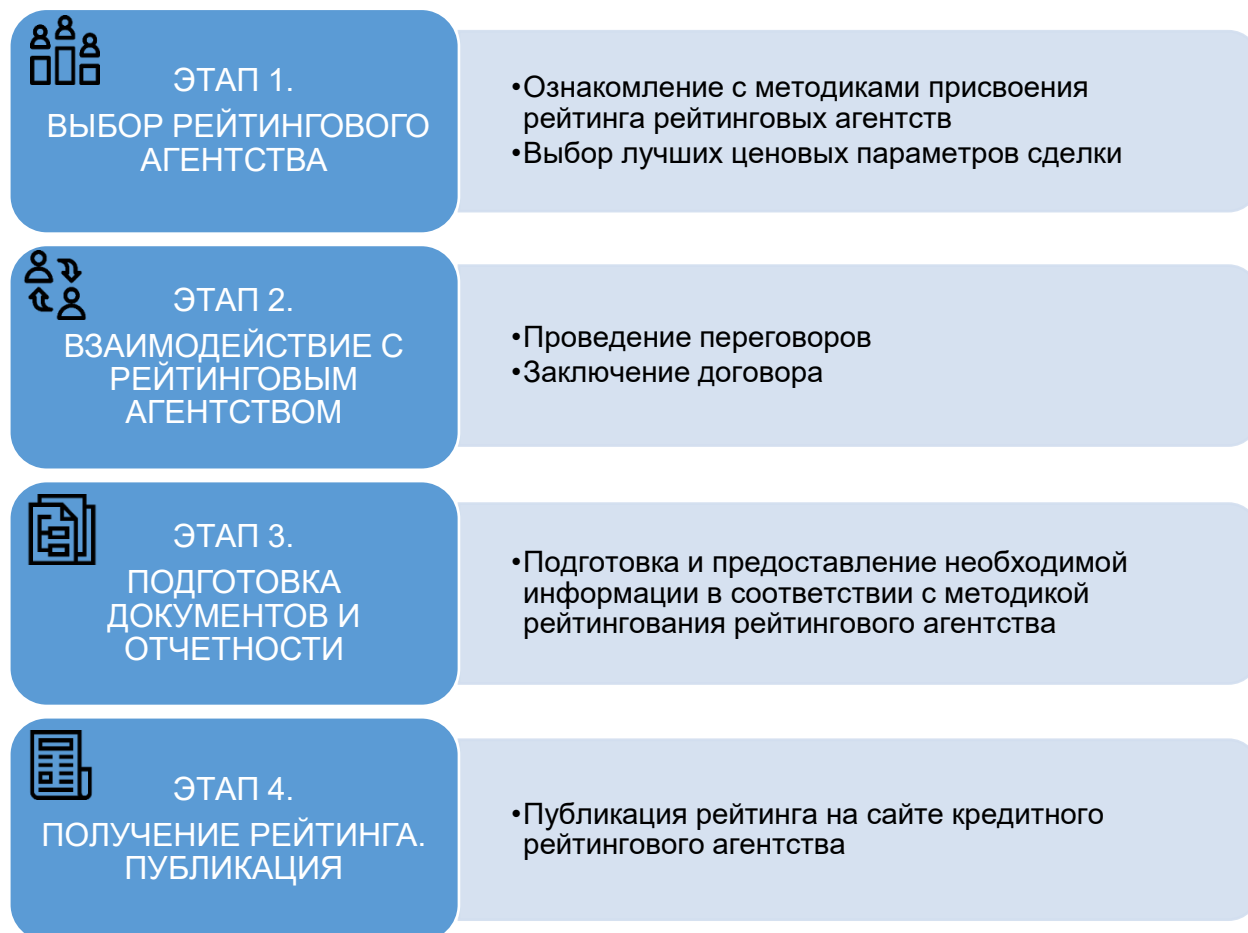 ЭТАП 1.
ВЫБОР РЕЙТИНГОВОГО
АГЕНТСТВА
•Ознакомление с методиками присвоения
рейтинга рейтинговых агентств
•Выбор лучших ценовых параметров сделки
ЭТАП 2.
ВЗАИМОДЕЙСТВИЕ С
РЕЙТИНГОВЫМ
АГЕНТСТВОМ
•Проведение переговоров
•Заключение договора
ЭТАП 3.
ПОДГОТОВКА
ДОКУМЕНТОВ И
ОТЧЕТНОСТИ
•Подготовка и предоставление необходимой
информации в соответствии с методикой
рейтингования рейтингового агентства
ЭТАП 4.
ПОЛУЧЕНИЕ РЕЙТИНГА.
ПУБЛИКАЦИЯ
•Публикация рейтинга на сайте кредитного
рейтингового агентства